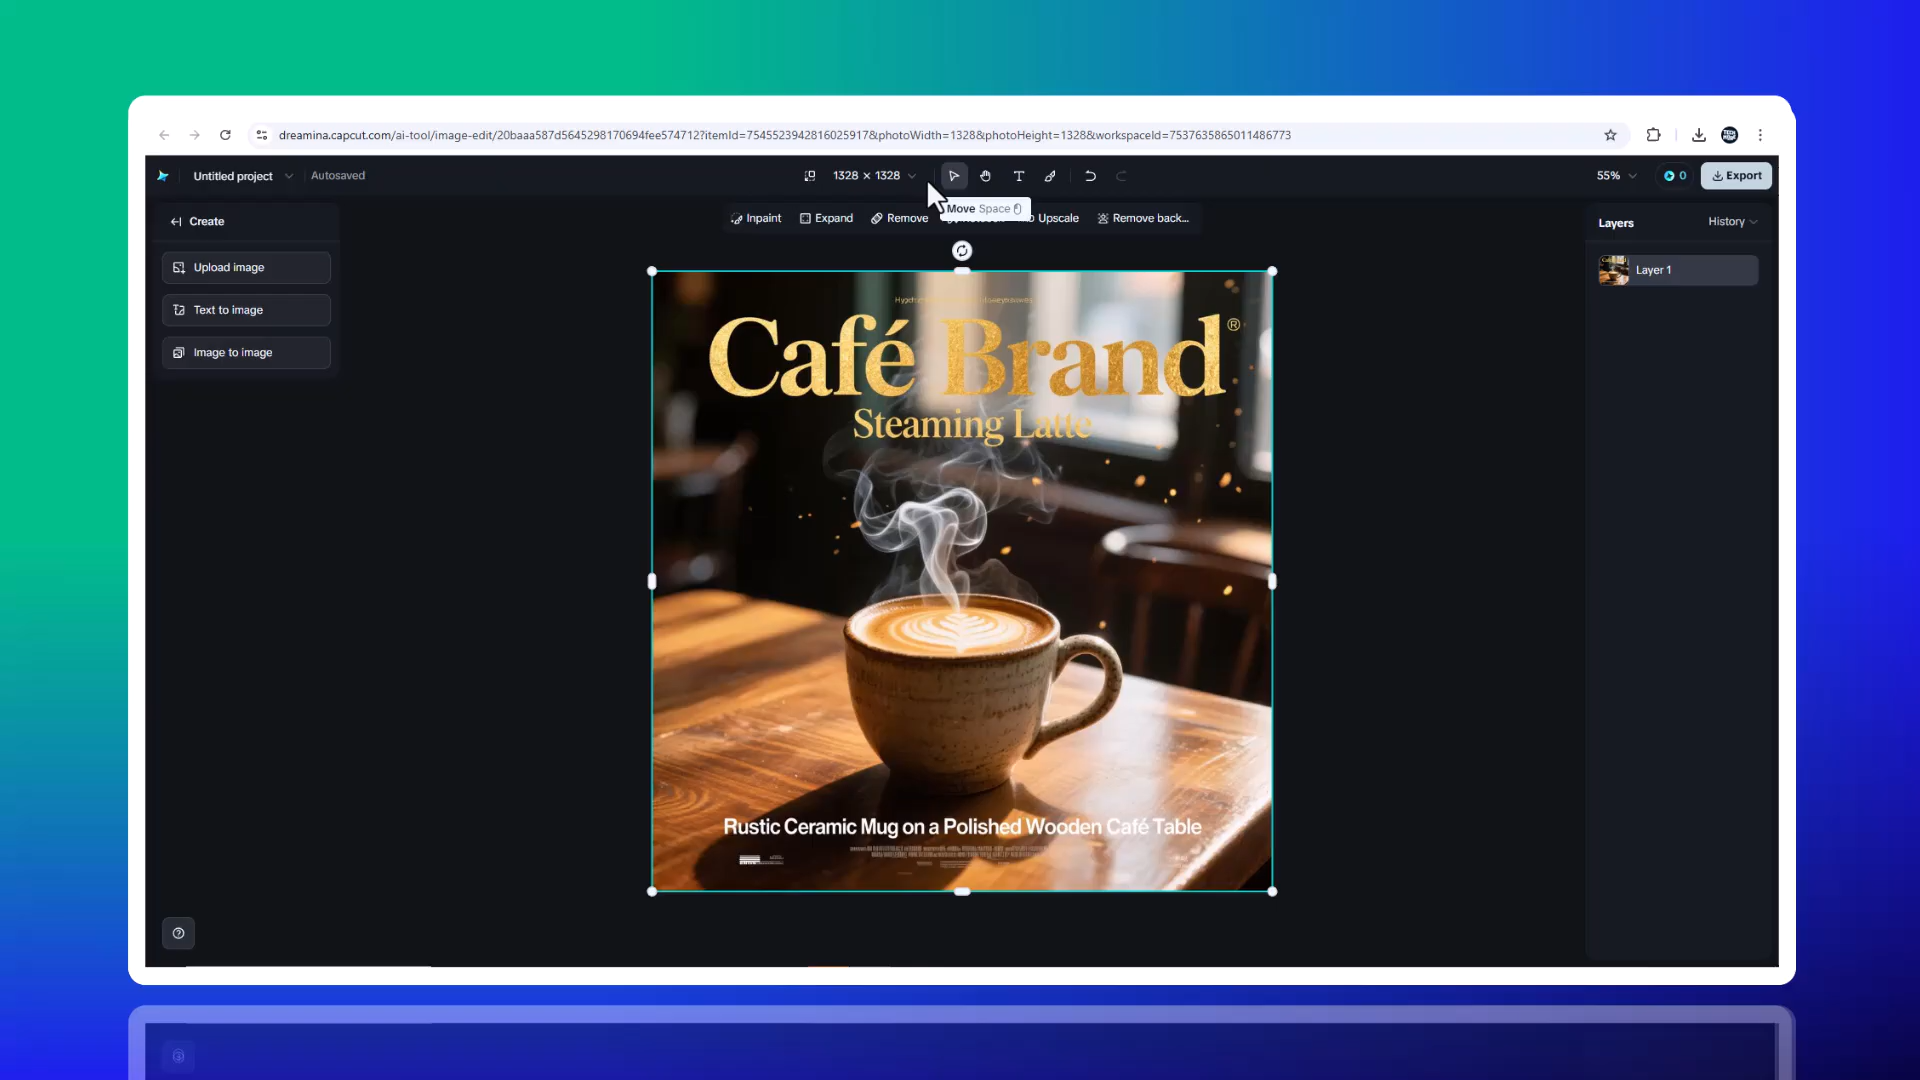 dreamina.capcut.com/ai-tool/image-edit/20baaa587d5645298170694fee574712?itemId=7545523942816025917&photoWidth=1328&photoHeight=1328&workspaceId=7537635865011486773
Untitled project
Autosaved
1328 × 1328
55%
0
Export
Create
Inpaint
Expand
Remove
Move Space
Upscale
Remove back...
Layers
History
Upload image
Layer 1
Text to image
Image to image
Café Brand®
Steaming Latte
Rustic Ceramic Mug on a Polished Wooden Café Table